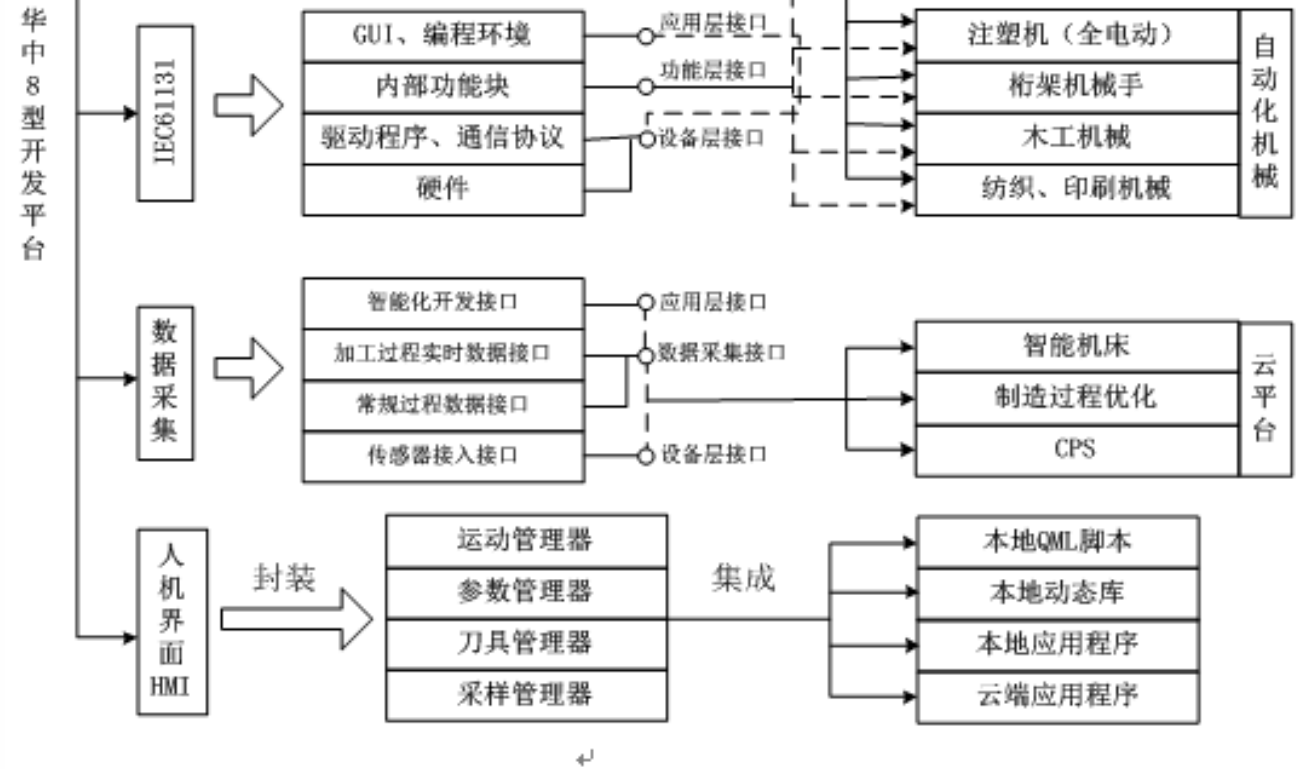 华中8型开发平台
IEC61131
GUI、编程环境
内部功能块
驱动程序、通信协议
硬件
应用层接口
功能层接口
设备层接口
注塑机（全电动）
桁架机械手
木工机械
纺织、印刷机械
自动化机械
数据采集
智能化开发接口
加工过程实时数据接口
常规过程数据接口
传感器接入接口
应用层接口
数据采集接口
设备层接口
智能机床
制造过程优化
CPS
云平台
人机界面HMI
封装
运动管理器
参数管理器
刀具管理器
采样管理器
集成
本地QML脚本
本地动态库
本地应用程序
云端应用程序